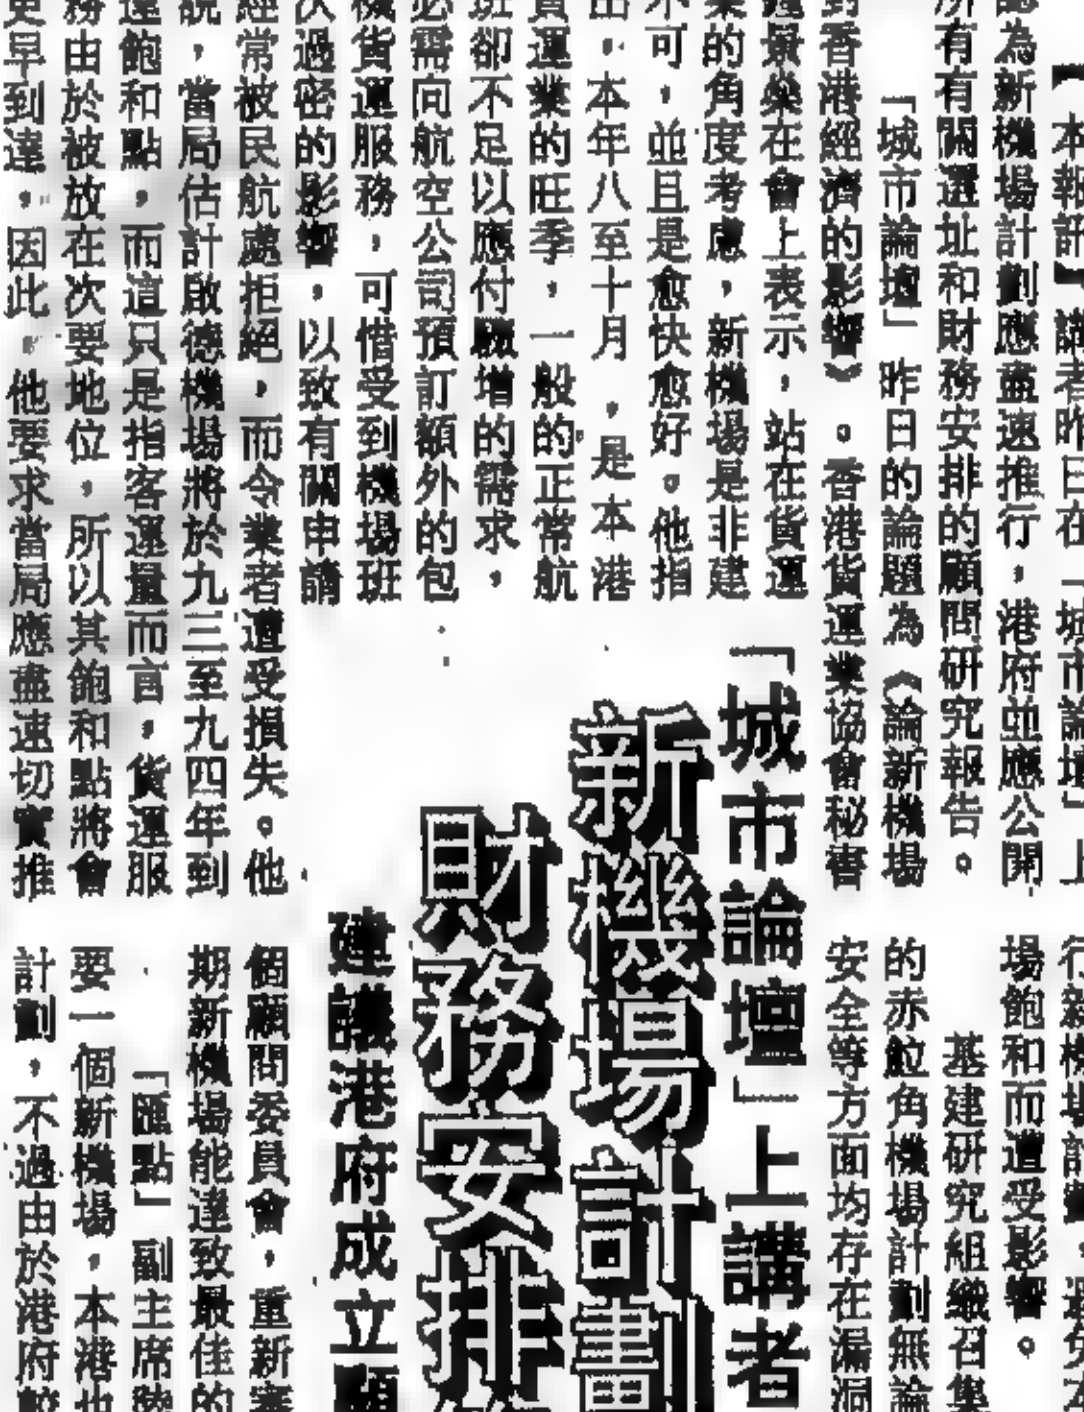 【本報訊】講者昨日在「城市論壇」上
認為新機場計劃應盡速推行，港府並應公開
所有有關選址和財務安排的顧問研究報告。
「城市論壇」昨日的論題為《論新機場
對香港經濟的影響》。香港貨運業協會秘書
在會上表示，站在貨運
業的角度考慮，新機場是非建
不可，並且是愈快愈好。他指
出，本年八至十月，是本港
貨運業的旺季，一般的正常航
班卻不足以應付驟增的需求，
必需向航空公司預訂額外的包
機貨運服務，可惜受到機場班
次過密的影響，以致有關申請
經常被民航處拒絕，而令業者遭受損失。他
說，當局估計啟德機場將於九三至九四年到
達飽和點，而這只是指客運量而言，貨運服
務由於被放在次要地位，所以其飽和點將會
更早到達，因此，他要求當局應盡速切實推
「城市論壇」上講者
新機場計劃
財務安排
建議港府成立顧
行新機場計劃，避免本
場飽和而遭受影響。
基建研究組織召集
的赤鱲角機場計劃無論
安全等方面均存在漏洞
個顧問委員會，重新審
期新機場能達致最佳的
「匯點」副主席陸
要一個新機場，本港也
計劃，不過由於港府較